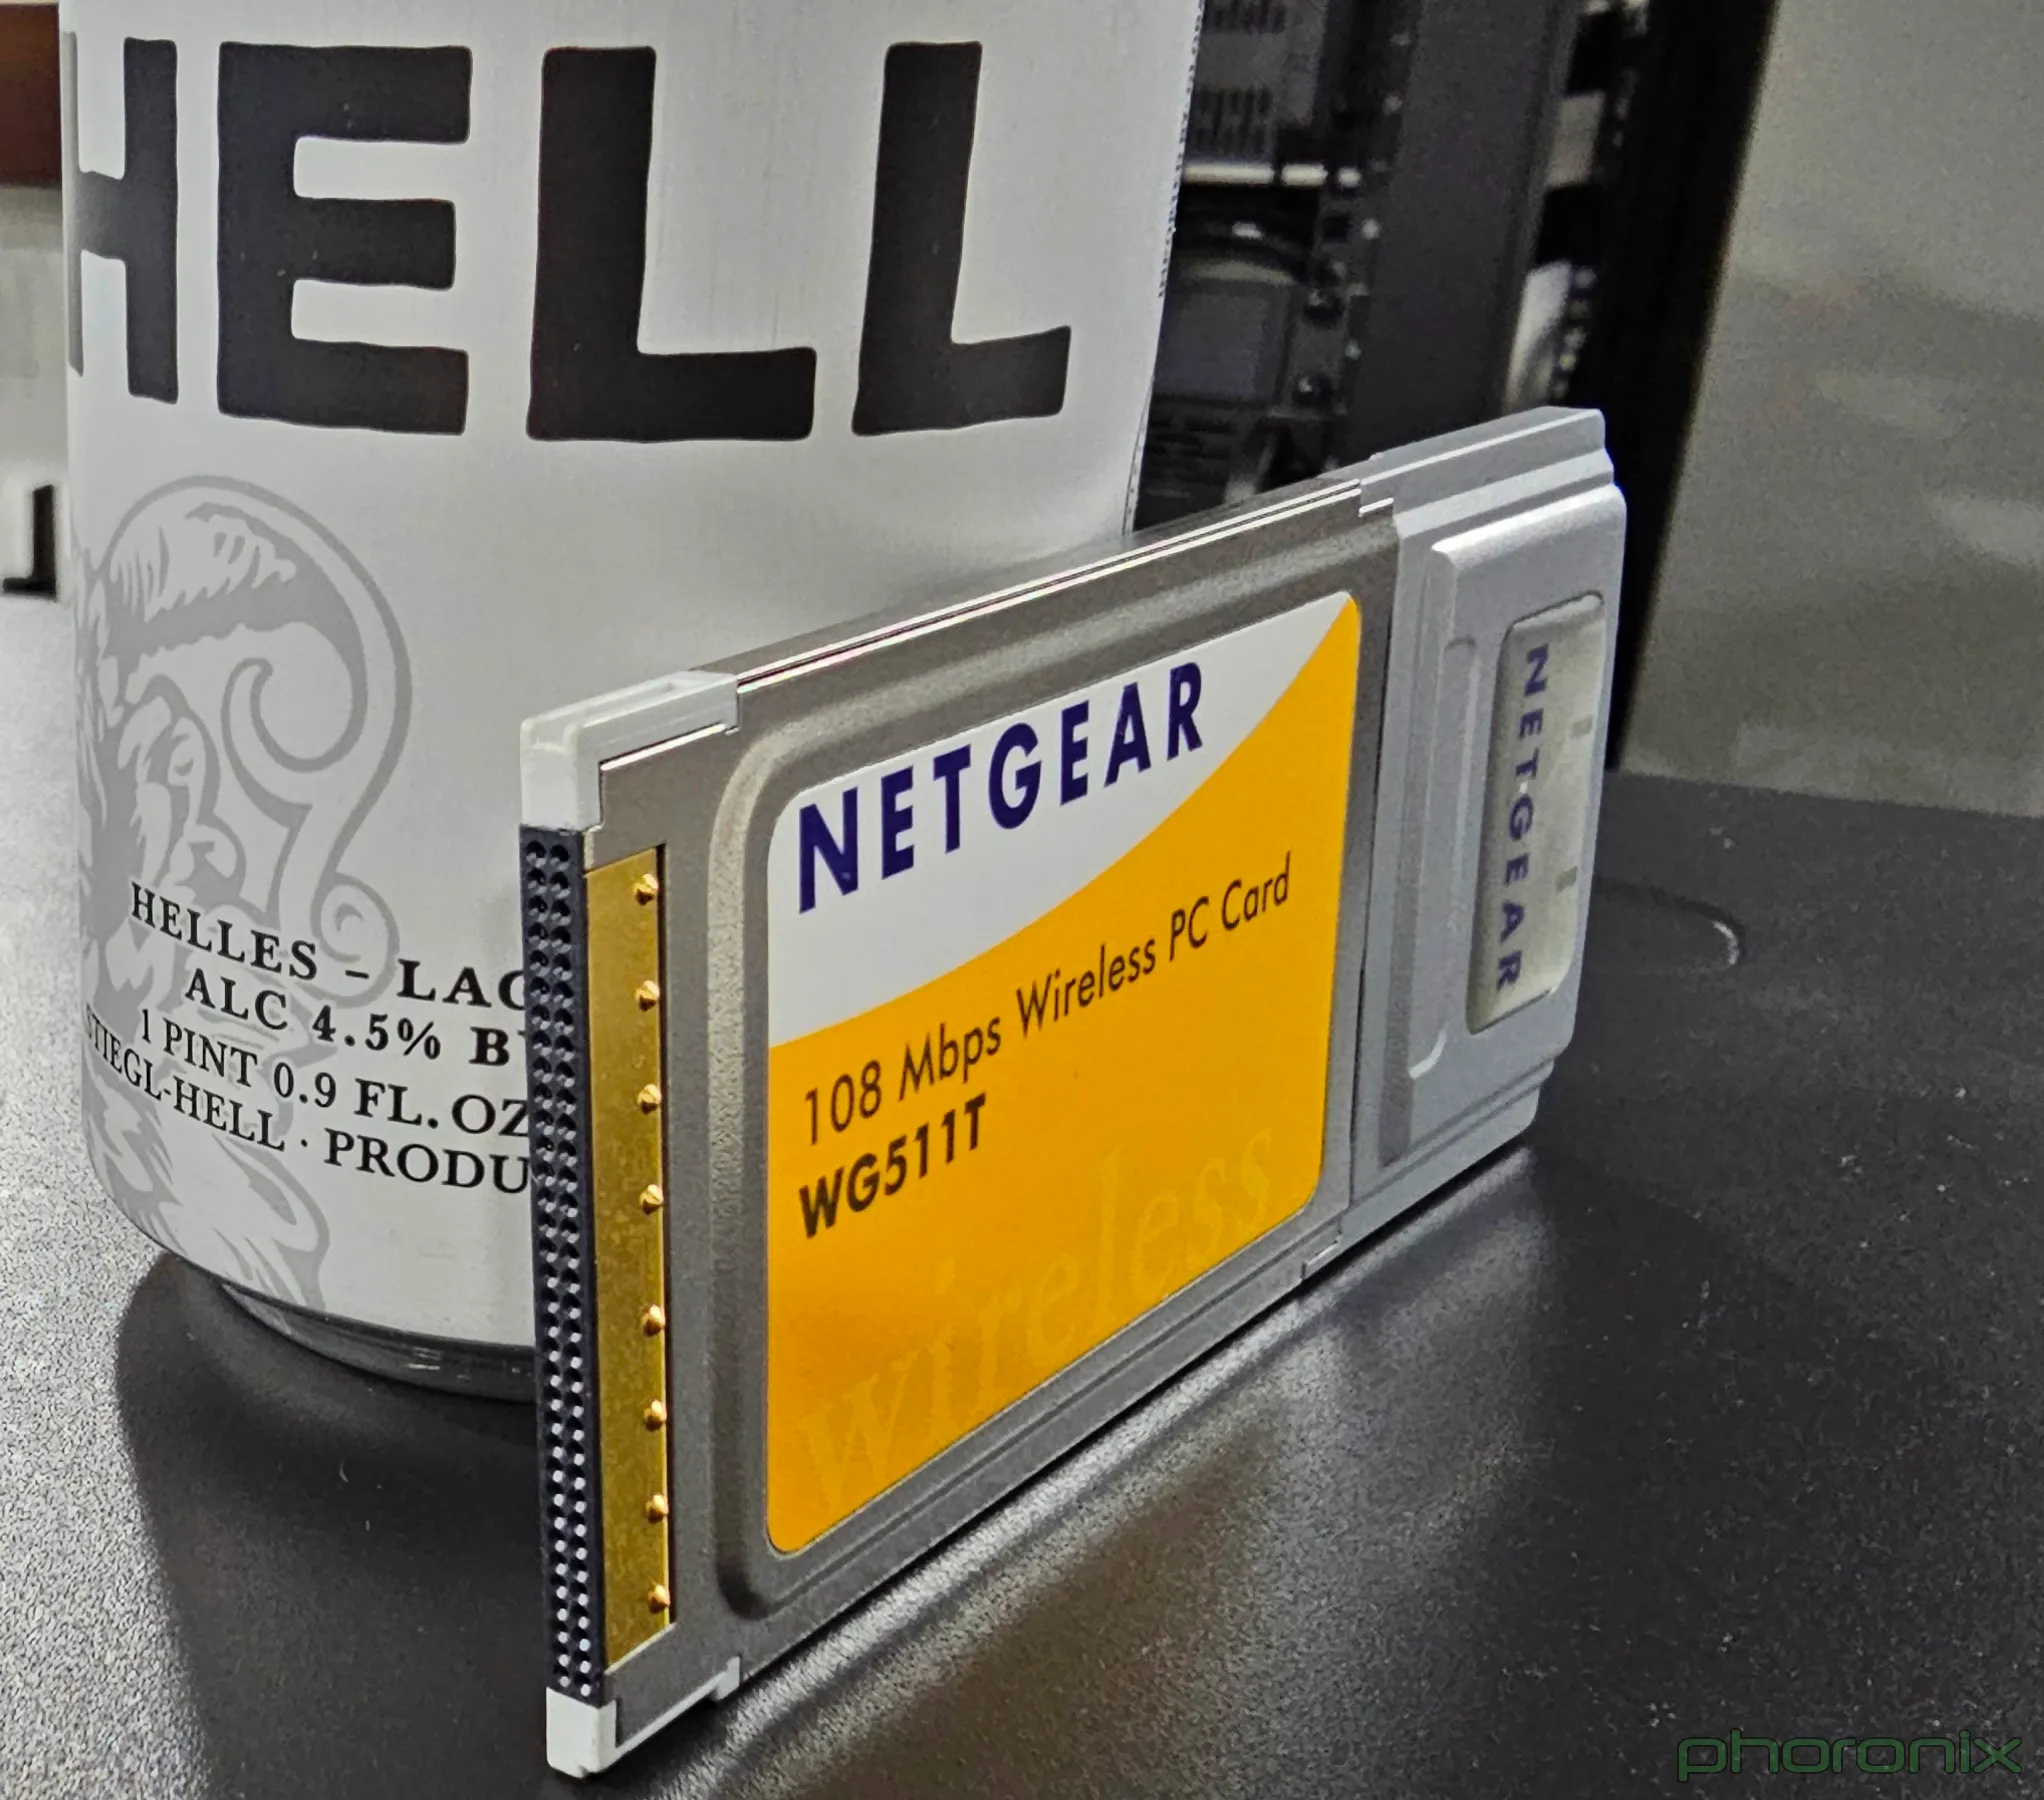 HELL
HELLES – LAG
ALC 4.5% B
1 PINT 0.9 FL. OZ
STIEGL-HELL · PRODU
NETGEAR
108 Mbps Wireless PC Card
WG511T
wireless
NETGEAR
phoronix